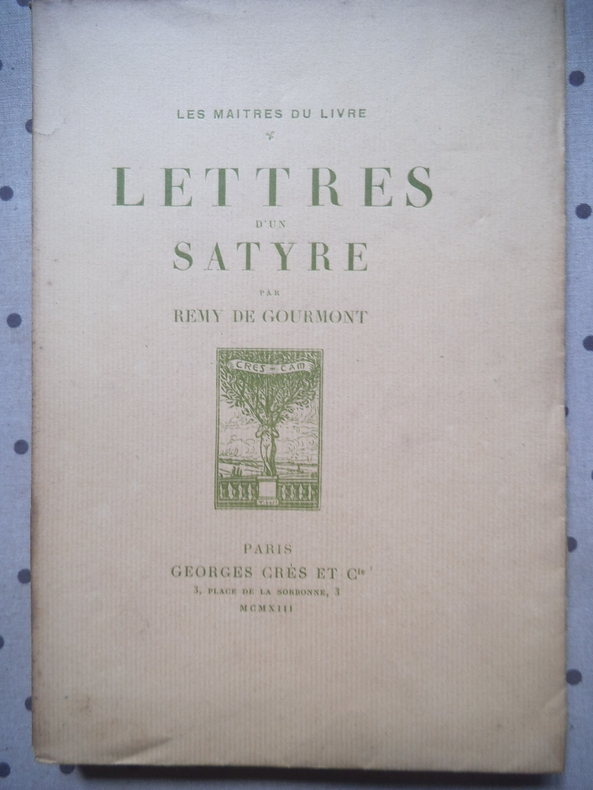 LES MAITRES DU LIVRE
LETTRES
D'UN
SATYRE
PAR
REMY DE GOURMONT
CRES - CAM
PARIS
GEORGES CRÈS ET Cie
3, PLACE DE LA SORBONNE, 3
MCMXIII